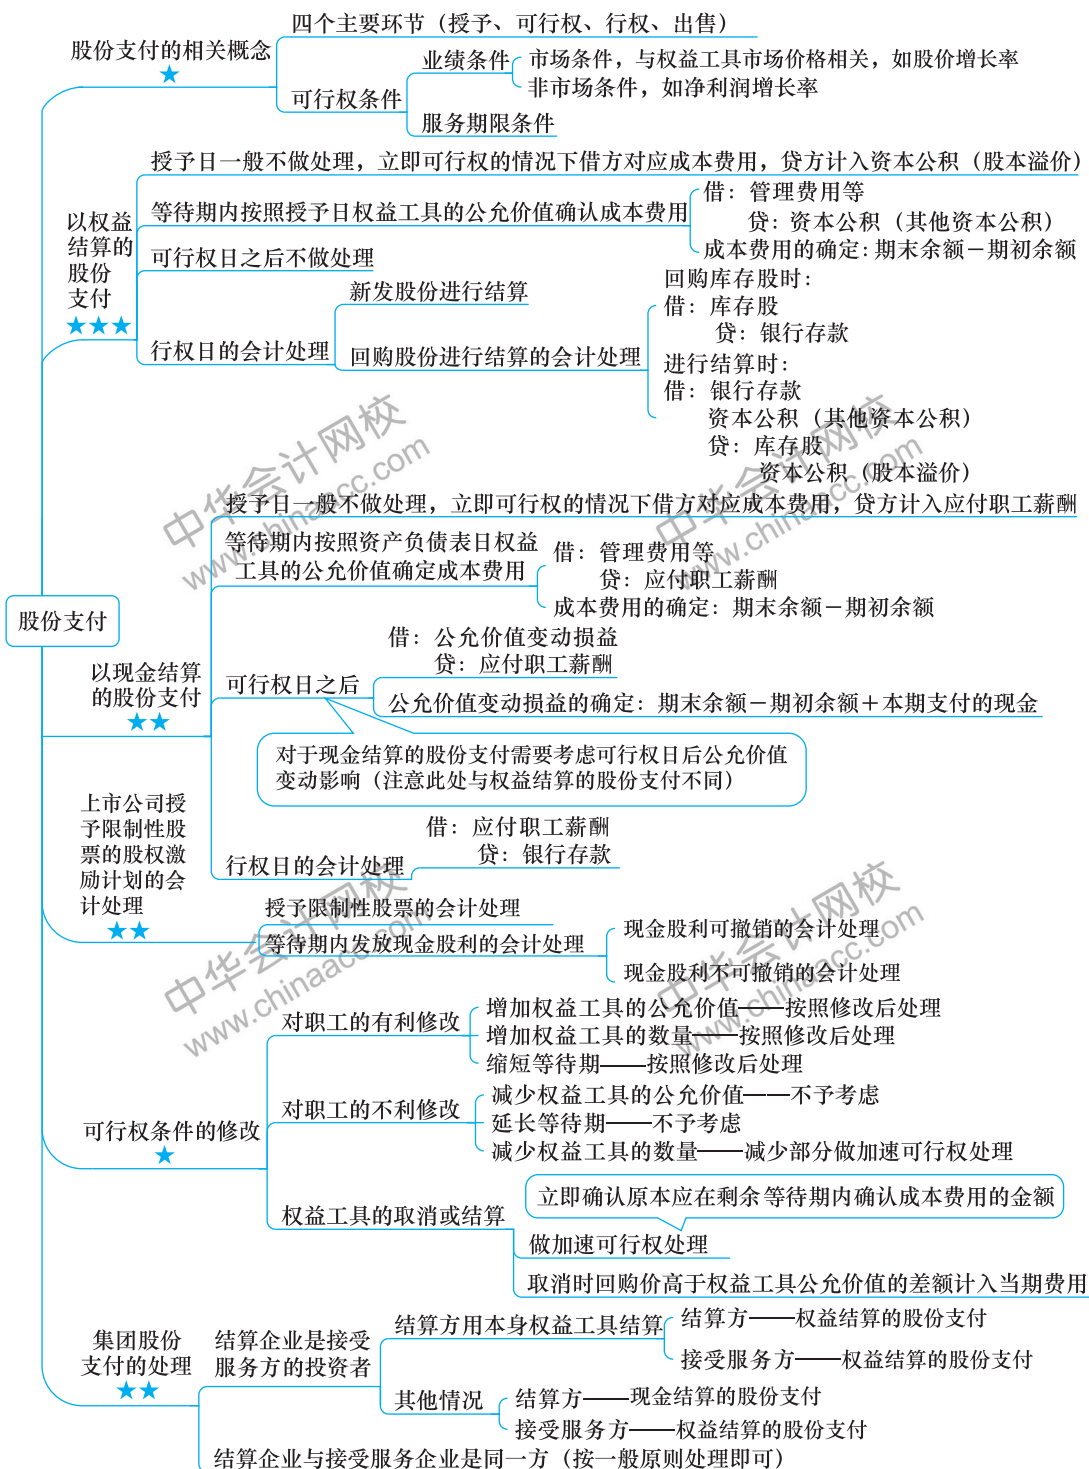 股份支付
股份支付的相关概念
★
四个主要环节（授予、可行权、行权、出售）
可行权条件
业绩条件
市场条件，与权益工具市场价格相关，如股价增长率
非市场条件，如净利润增长率
服务期限条件
以权益
结算的
股份
支付
★★★
授予日一般不做处理，立即可行权的情况下借方对应成本费用，贷方计入资本公积（股本溢价）
等待期内按照授予日权益工具的公允价值确认成本费用
借：管理费用等
贷：资本公积（其他资本公积）
成本费用的确定：期末余额－期初余额
可行权日之后不做处理
行权日的会计处理
新发股份进行结算
回购股份进行结算的会计处理
回购库存股时：
借：库存股
贷：银行存款
进行结算时：
借：银行存款
资本公积（其他资本公积）
贷：库存股
资本公积（股本溢价）
以现金结算
的股份支付
★★
授予日一般不做处理，立即可行权的情况下借方对应成本费用，贷方计入应付职工薪酬
等待期内按照资产负债表日权益
工具的公允价值确定成本费用
借：管理费用等
贷：应付职工薪酬
成本费用的确定：期末余额－期初余额
可行权日之后
借：公允价值变动损益
贷：应付职工薪酬
公允价值变动损益的确定：期末余额－期初余额＋本期支付的现金
对于现金结算的股份支付需要考虑可行权日后公允价值
变动影响（注意此处与权益结算的股份支付不同）
行权日的会计处理
借：应付职工薪酬
贷：银行存款
上市公司授
予限制性股
票的股权激
励计划的会
计处理
★★
授予限制性股票的会计处理
等待期内发放现金股利的会计处理
现金股利可撤销的会计处理
现金股利不可撤销的会计处理
可行权条件的修改
★
对职工的有利修改
增加权益工具的公允价值——按照修改后处理
增加权益工具的数量——按照修改后处理
缩短等待期——按照修改后处理
对职工的不利修改
减少权益工具的公允价值——不予考虑
延长等待期——不予考虑
减少权益工具的数量——减少部分做加速可行权处理
权益工具的取消或结算
立即确认原本应在剩余等待期内确认成本费用的金额
做加速可行权处理
取消时回购价高于权益工具公允价值的差额计入当期费用
集团股份
支付的处理
★★
结算企业是接受
服务方的投资者
结算方用本身权益工具结算
结算方——权益结算的股份支付
接受服务方——权益结算的股份支付
其他情况
结算方——现金结算的股份支付
接受服务方——权益结算的股份支付
结算企业与接受服务企业是同一方（按一般原则处理即可）
中华会计网校
www.chinaacc.com
中华会计网校
www.chinaacc.com
中华会计网校
www.chinaacc.com
中华会计网校
www.chinaacc.com